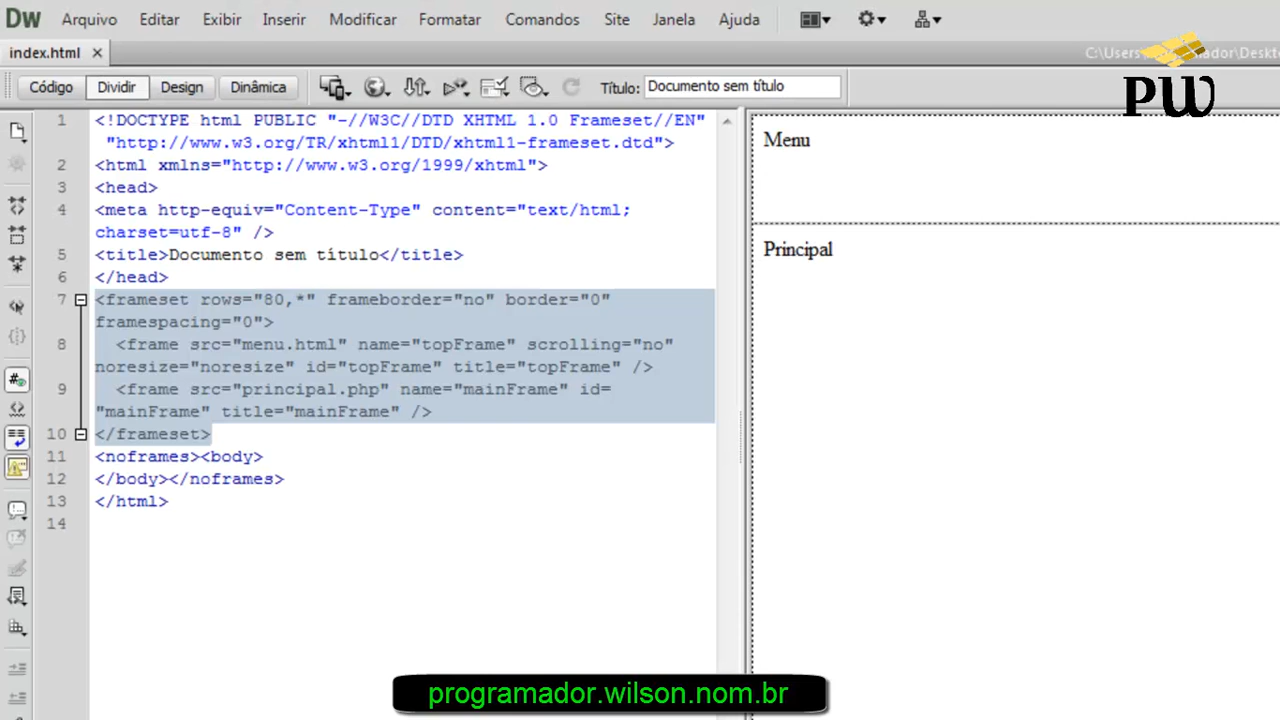 Dw Arquivo Editar Exibir Inserir Modificar Formatar Comandos Site Janela Ajuda
index.html
Código Dividir Design Dinâmica Título: Documento sem título
PW
1 <!DOCTYPE html PUBLIC "-//W3C//DTD XHTML 1.0 Frameset//EN"
"http://www.w3.org/TR/xhtml1/DTD/xhtml1-frameset.dtd">
2 <html xmlns="http://www.w3.org/1999/xhtml">
3 <head>
4 <meta http-equiv="Content-Type" content="text/html;
charset=utf-8" />
5 <title>Documento sem título</title>
6 </head>
7 <frameset rows="80,*" frameborder="no" border="0"
framespacing="0">
8 <frame src="menu.html" name="topFrame" scrolling="no"
noresize="noresize" id="topFrame" title="topFrame" />
9 <frame src="principal.php" name="mainFrame" id=
"mainFrame" title="mainFrame" />
10 </frameset>
11 <noframes><body>
12 </body></noframes>
13 </html>
14
Menu
Principal
programador.wilson.nom.br